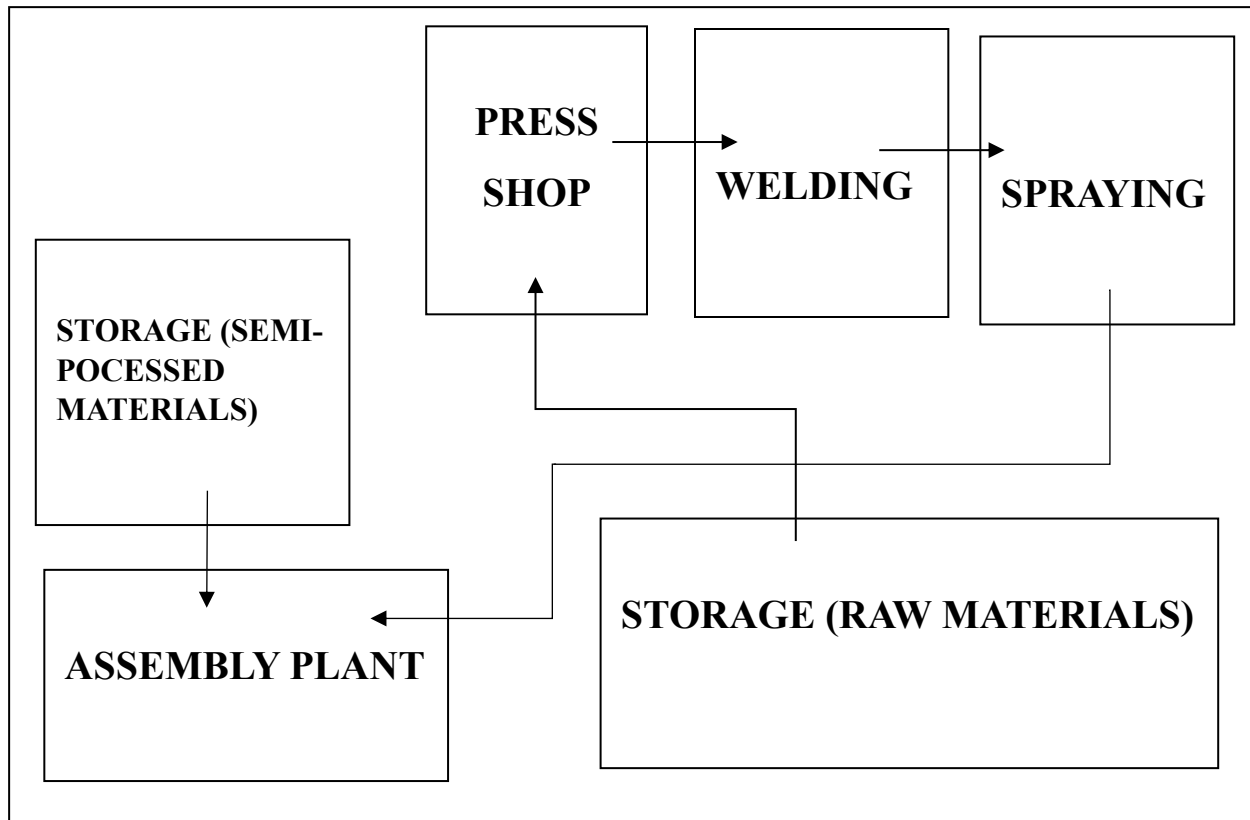 PRESS
SHOP
WELDING
SPRAYING
STORAGE (SEMI-
POCESSED
MATERIALS)
ASSEMBLY PLANT
STORAGE (RAW MATERIALS)